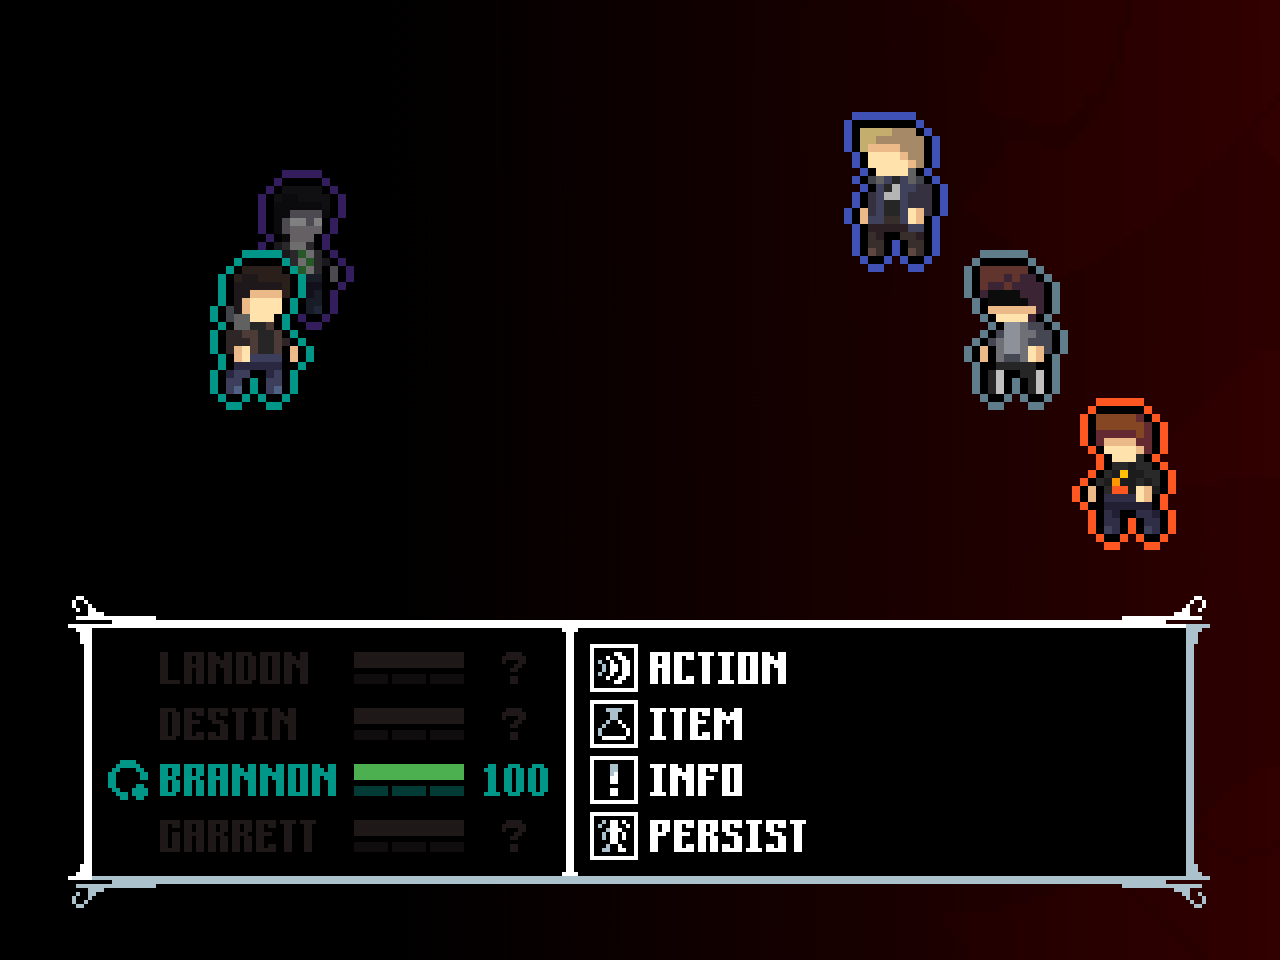 LANDON ?
DESTIN ?
BRANNON 100
GARRETT ?
ACTION
ITEM
! INFO
PERSIST